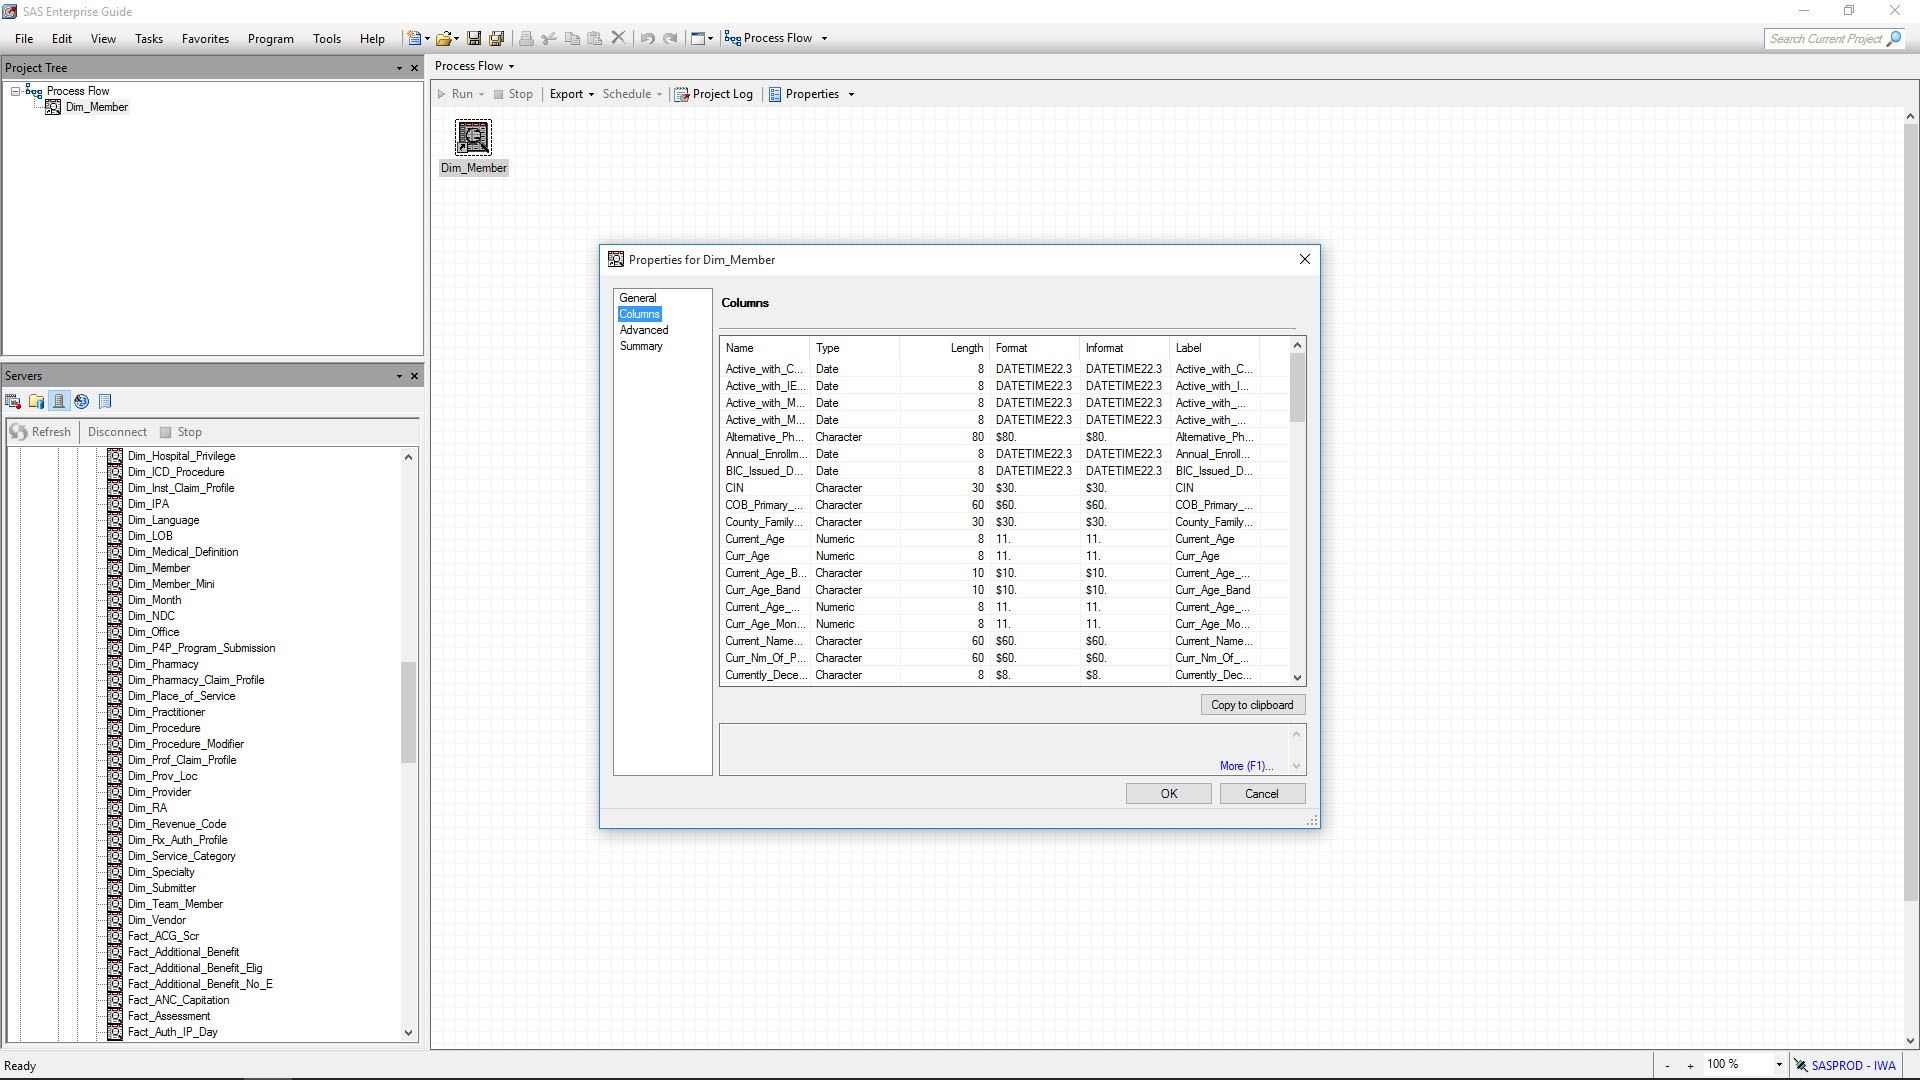 SAS Enterprise Guide
File Edit View Tasks Favorites Program Tools Help Process Flow Search Current Project
Project Tree
Process Flow
Dim_Member
Servers
Refresh Disconnect Stop
Dim_Hospital_Privilege
Dim_ICD_Procedure
Dim_Inst_Claim_Profile
Dim_IPA
Dim_Language
Dim_LOB
Dim_Medical_Definition
Dim_Member
Dim_Member_Mini
Dim_Month
Dim_NDC
Dim_Office
Dim_P4P_Program_Submission
Dim_Pharmacy
Dim_Pharmacy_Claim_Profile
Dim_Place_of_Service
Dim_Practitioner
Dim_Procedure
Dim_Procedure_Modifier
Dim_Prof_Claim_Profile
Dim_Prov_Loc
Dim_Provider
Dim_RA
Dim_Revenue_Code
Dim_Rx_Auth_Profile
Dim_Service_Category
Dim_Specialty
Dim_Submitter
Dim_Team_Member
Dim_Vendor
Fact_ACG_Scr
Fact_Additional_Benefit
Fact_Additional_Benefit_Elig
Fact_Additional_Benefit_No_E
Fact_ANC_Capitation
Fact_Assessment
Fact_Auth_IP_Day
Process Flow
Run Stop Export Schedule Project Log Properties
Dim_Member
Properties for Dim_Member
General
Columns
Advanced
Summary
Columns
Name Type Length Format Informat Label
Active_with_C... Date 8 DATETIME22.3 DATETIME22.3 Active_with_C...
Active_with_IE... Date 8 DATETIME22.3 DATETIME22.3 Active_with_I...
Active_with_M... Date 8 DATETIME22.3 DATETIME22.3 Active_with_...
Active_with_M... Date 8 DATETIME22.3 DATETIME22.3 Active_with_...
Alternative_Ph... Character 80 $80. $80. Alternative_Ph...
Annual_Enrollm... Date 8 DATETIME22.3 DATETIME22.3 Annual_Enroll...
BIC_Issued_D... Date 8 DATETIME22.3 DATETIME22.3 BIC_Issued_D...
CIN Character 30 $30. $30. CIN
COB_Primary_... Character 60 $60. $60. COB_Primary_...
County_Family... Character 30 $30. $30. County_Family...
Current_Age Numeric 8 11. 11. Current_Age
Curr_Age Numeric 8 11. 11. Curr_Age
Current_Age_B... Character 10 $10. $10. Current_Age_...
Curr_Age_Band Character 10 $10. $10. Curr_Age_Band
Current_Age_... Numeric 8 11. 11. Current_Age_...
Curr_Age_Mon... Numeric 8 11. 11. Curr_Age_Mo...
Current_Name... Character 60 $60. $60. Current_Name...
Curr_Nm_Of_P... Character 60 $60. $60. Curr_Nm_Of_...
Currently_Dece... Character 8 $8. $8. Currently_Dec...
Copy to clipboard
More (F1)...
OK Cancel
Ready - + 100 % SASPROD - IWA